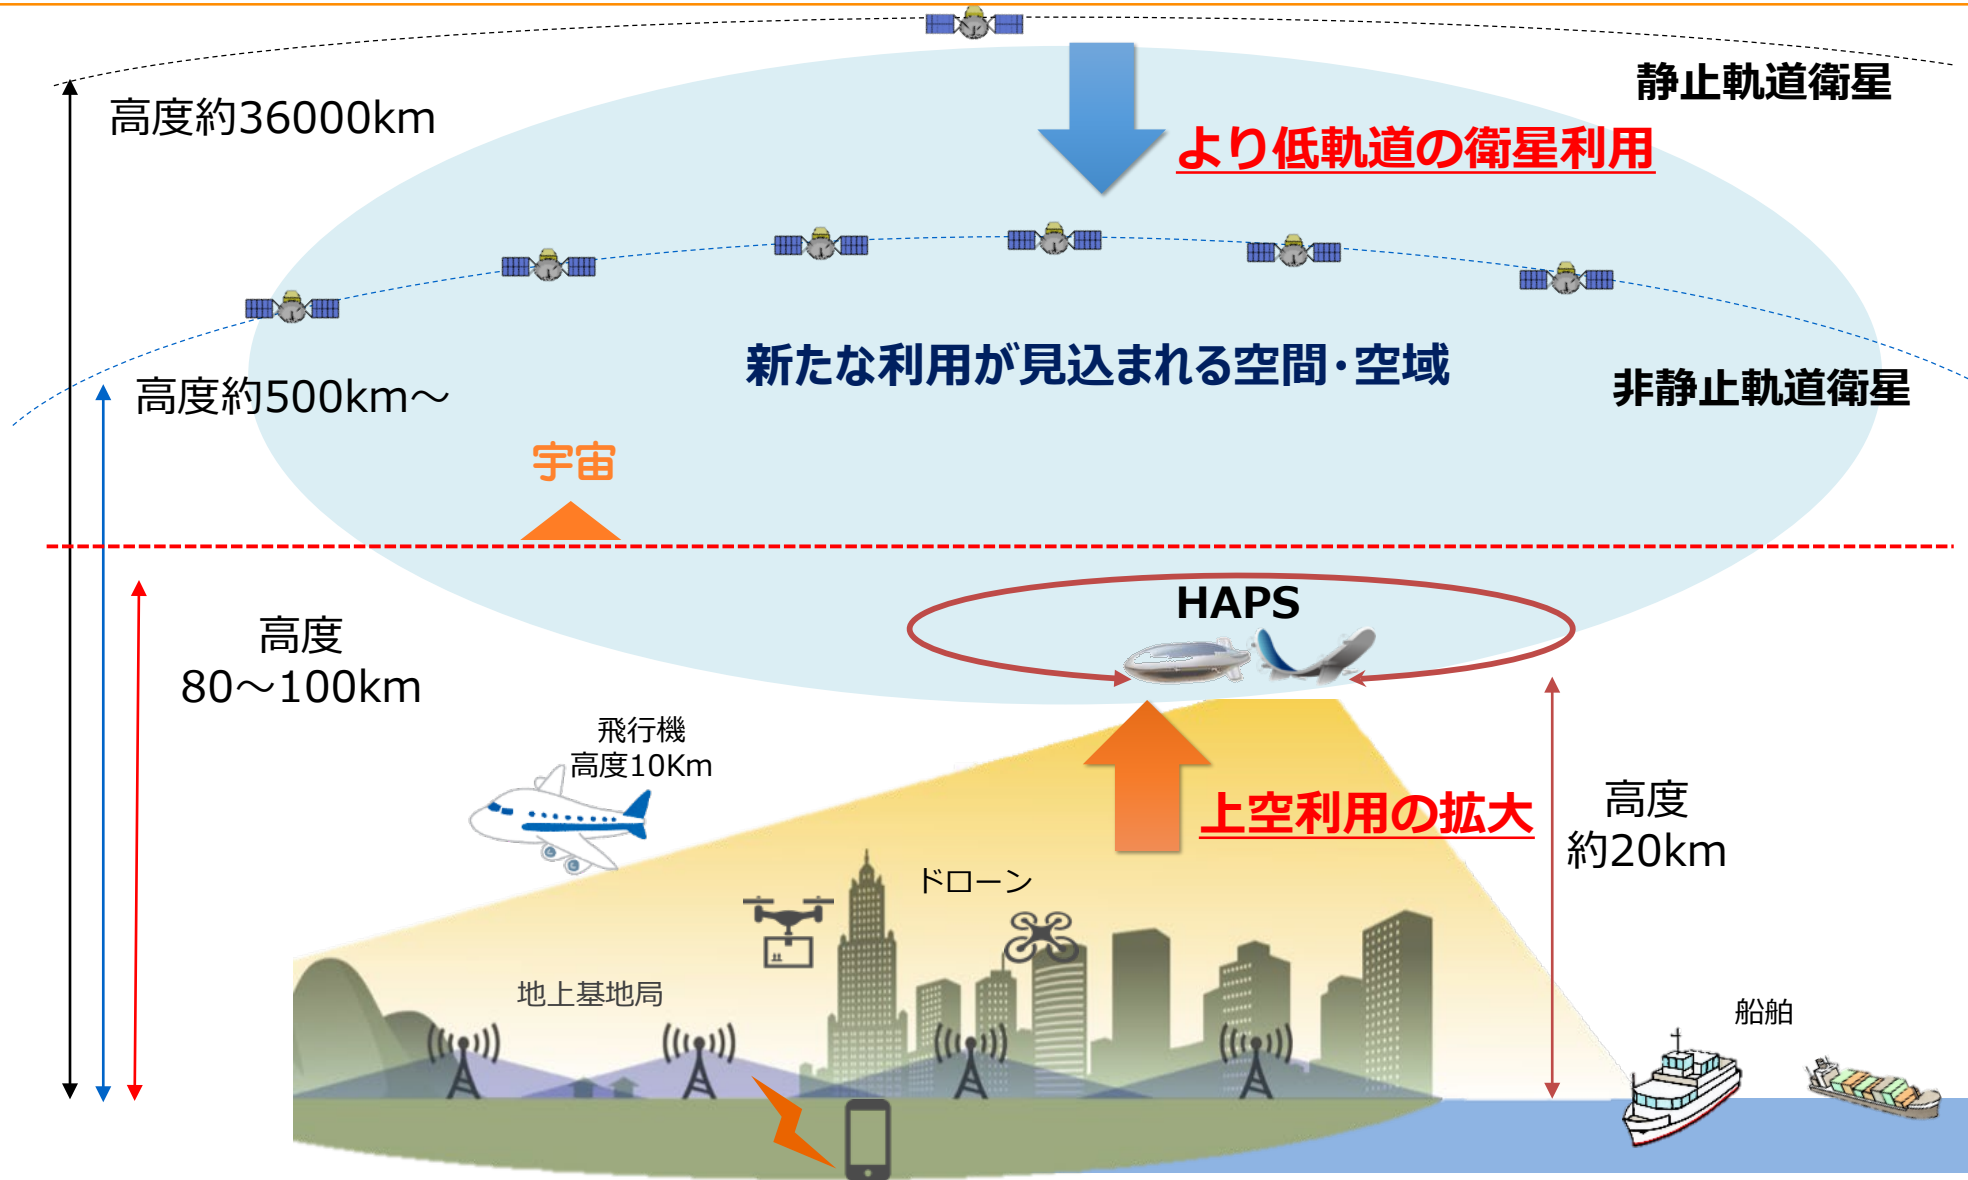 静止軌道衛星
高度約36000km
より低軌道の衛星利用
新たな利用が見込まれる空間・空域
高度約500km～
非静止軌道衛星
宇宙
HAPS
高度
80～100km
飛行機
高度10Km
上空利用の拡大
高度
約20km
ドローン
地上基地局
船舶